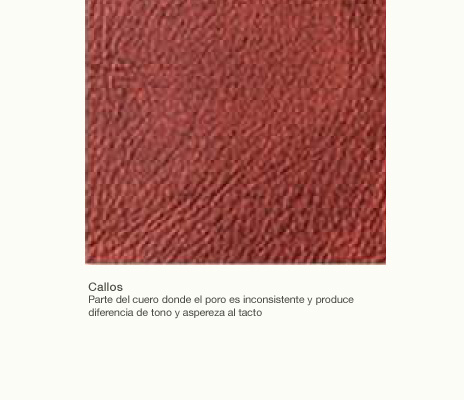 Callos
Parte del cuero donde el poro es inconsistente y produce
diferencia de tono y aspereza al tacto